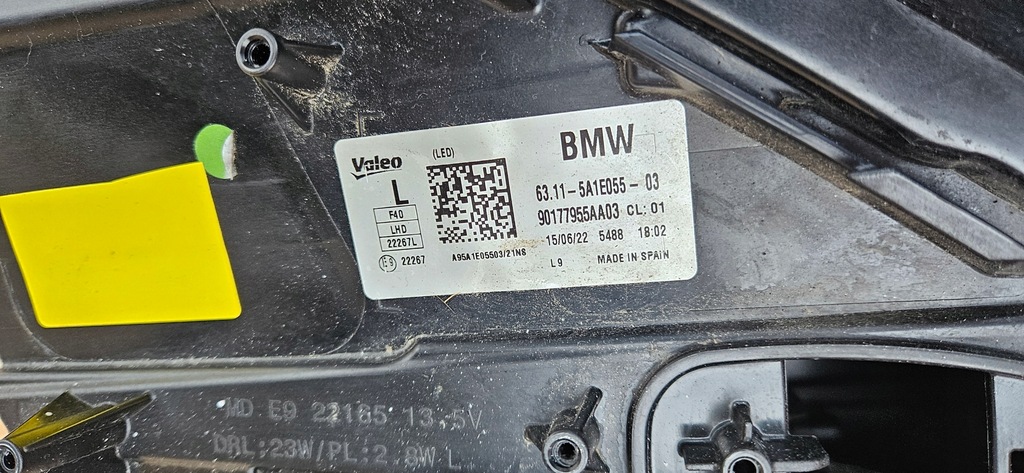 Valeo
(LED)
BMW
L
F40
LHD
22267L
E9 22267
A95A1E05503/21NS
63.11-5A1E055-03
90177955AA03 CL: 01
15/06/22 5488 18:02
L9 MADE IN SPAIN
MD E9 22165 13,5V
DRL:23W/PL:2.8W L